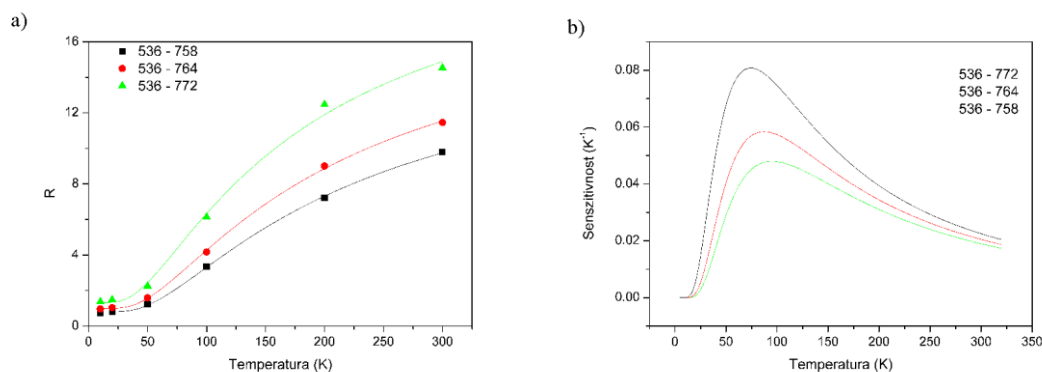 a)
16
12
8
4
0
R
536 - 758
536 - 764
536 - 772
0
50
100
150
200
250
300
Temperatura (K)
b)
0.08
0.06
0.04
0.02
0.00
Senszitivnost (K⁻¹)
536 - 772
536 - 764
536 - 758
0
50
100
150
200
250
300
350
Temperatura (K)